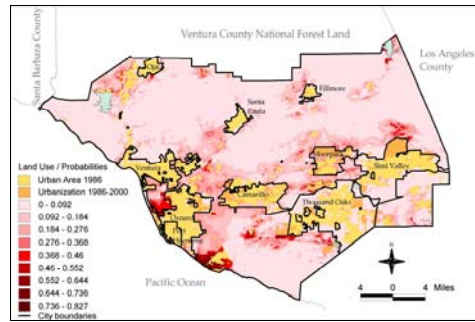 Ventura County National Forest Land
Santa Barbara County
Los Angeles
County
Ojai
Fillmore
Santa
Paula
Moorpark
Simi Valley
Ventura
Camarillo
Thousand Oaks
Oxnard
Port
Pacific Ocean
Land Use / Probabilities
Urban Area 1986
Urbanization 1986-2000
0 - 0.092
0.092 - 0.184
0.184 - 0.276
0.276 - 0.368
0.368 - 0.46
0.46 - 0.552
0.552 - 0.644
0.644 - 0.736
0.736 - 0.827
City boundaries
N
4 0 4 Miles